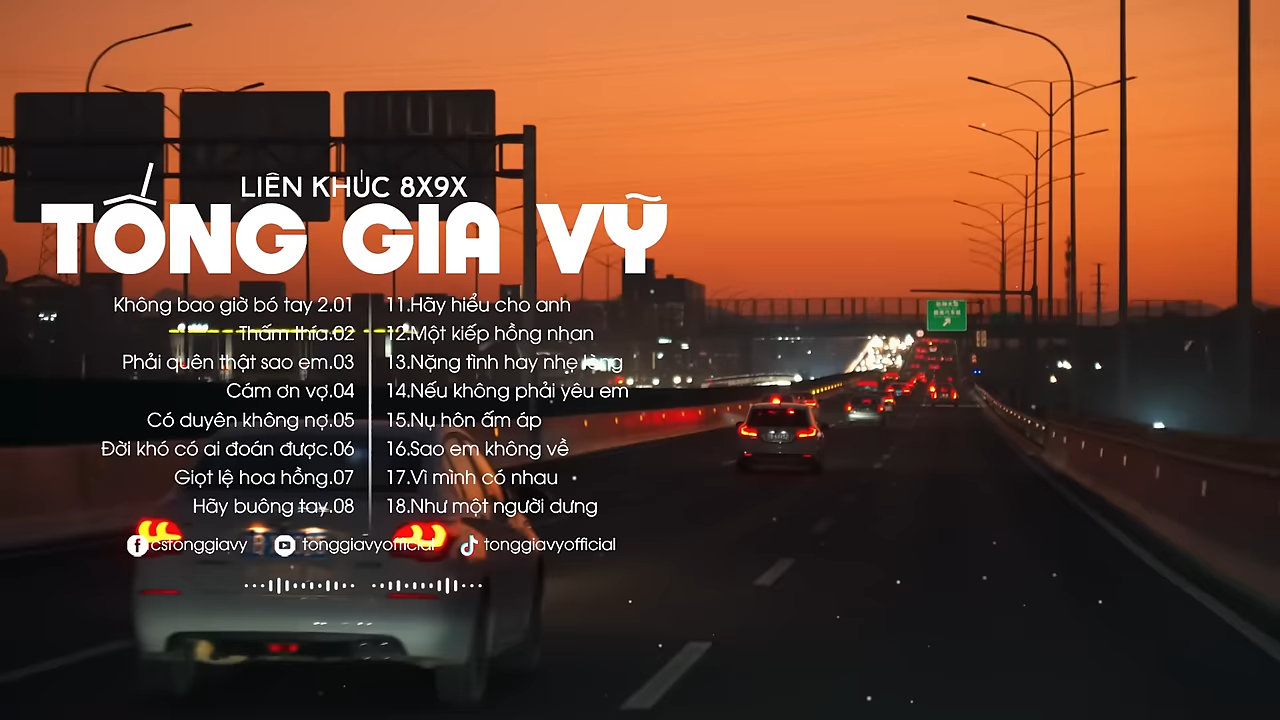 LIÊN KHÚC 8X9X
TỐNG GIA VỸ
Không bao giờ bó tay 2.01
Thấm thía.02
Phải quên thật sao em.03
Cám ơn vợ.04
Có duyên không nợ.05
Đời khó có ai đoán được.06
Giọt lệ hoa hồng.07
Hãy buông tay.08
11.Hãy hiểu cho anh
12.Một kiếp hồng nhan
13.Nặng tình hay nhẹ lòng
14.Nếu không phải yêu em
15.Nụ hôn ấm áp
16.Sao em không về
17.Vì mình có nhau
18.Như một người dưng
cstonggiavy tonggiavyofficial tonggiavyofficial